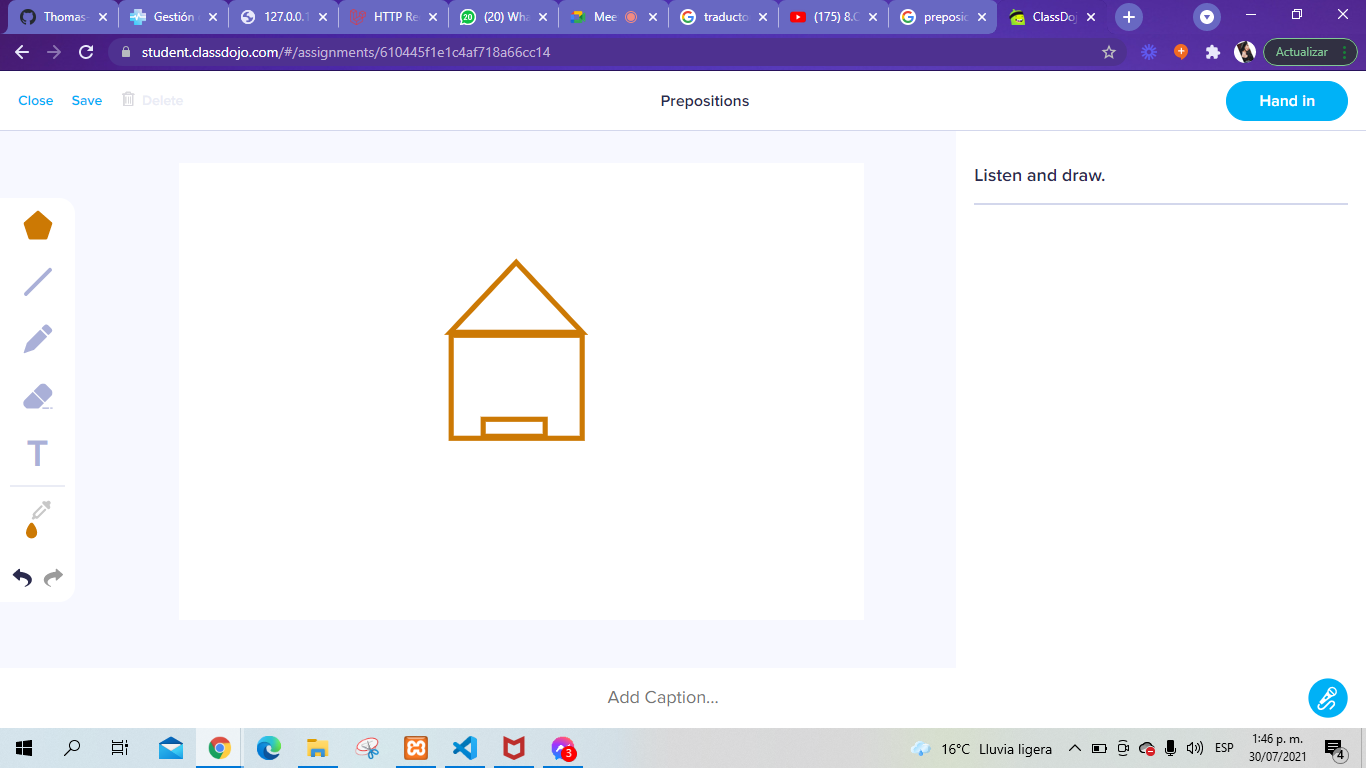 Thomas-
Gestión
127.0.0.1
HTTP Re
(20) Wha
Mee
traducto
(175) 8.C
preposic
ClassDoj
student.classdojo.com/#/assignments/610445f1e1c4af718a66cc14
Actualizar
Close Save Delete
Prepositions
Hand in
Listen and draw.
T
Add Caption...
16°C Lluvia ligera
ESP
1:46 p. m.
30/07/2021
3
4